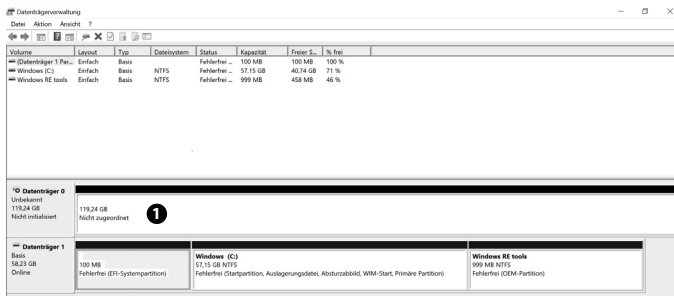 Datenträgerverwaltung
Datei Aktion Ansicht ?
Volume Layout Typ Dateisystem Status Kapazität Freier S... % frei
(Datenträger 1 Par... Einfach Basis Fehlerfrei ... 100 MB 100 MB 100 %
Windows (C:) Einfach Basis NTFS Fehlerfrei ... 57,15 GB 40,74 GB 71 %
Windows RE tools Einfach Basis NTFS Fehlerfrei ... 999 MB 458 MB 46 %
Datenträger 0
Unbekannt
119,24 GB
Nicht initialisiert
119,24 GB
Nicht zugeordnet
1
Datenträger 1
Basis
58,23 GB
Online
100 MB
Fehlerfrei (EFI-Systempartition)
Windows (C:)
57,15 GB NTFS
Fehlerfrei (Startpartition, Auslagerungsdatei, Absturzabbild, WIM-Start, Primäre Partition)
Windows RE tools
999 MB NTFS
Fehlerfrei (OEM-Partition)